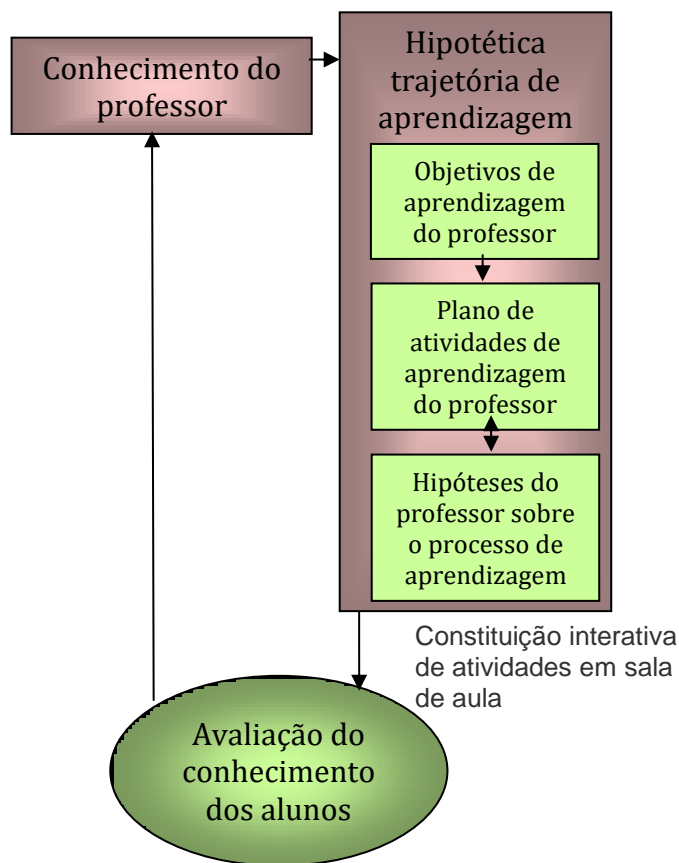 Conhecimento do
professor
Hipotética
trajetória de
aprendizagem
Objetivos de
aprendizagem
do professor
Plano de
atividades de
aprendizagem
do professor
Hipóteses do
professor sobre
o processo de
aprendizagem
Constituição interativa
de atividades em sala
de aula
Avaliação do
conhecimento
dos alunos